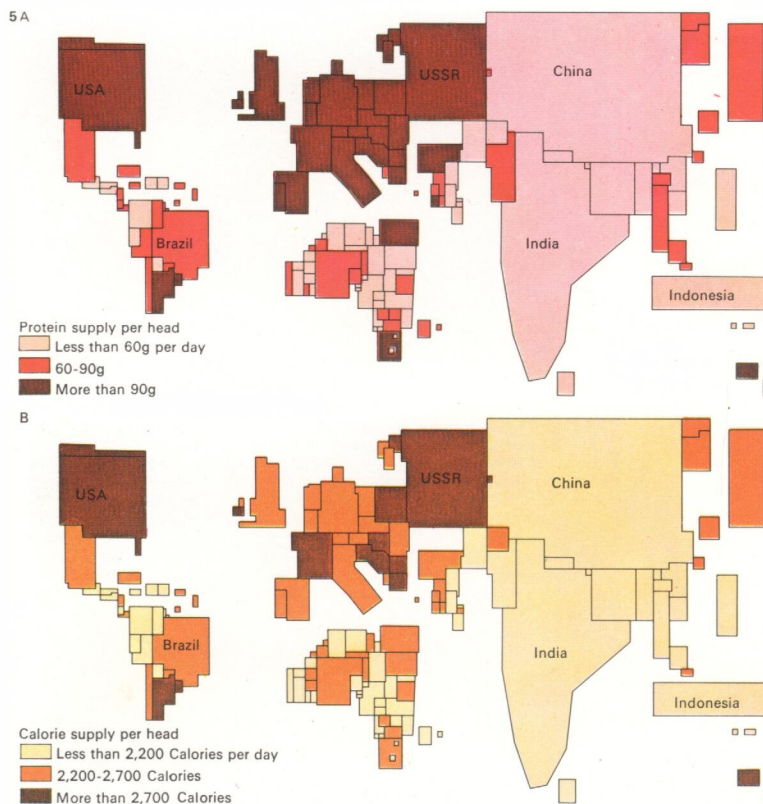 5 A
USA
USSR
China
Brazil
India
Indonesia
Protein supply per head
Less than 60g per day
60-90g
More than 90g
B
USA
USSR
China
Brazil
India
Indonesia
Calorie supply per head
Less than 2,200 Calories per day
2,200-2,700 Calories
More than 2,700 Calories